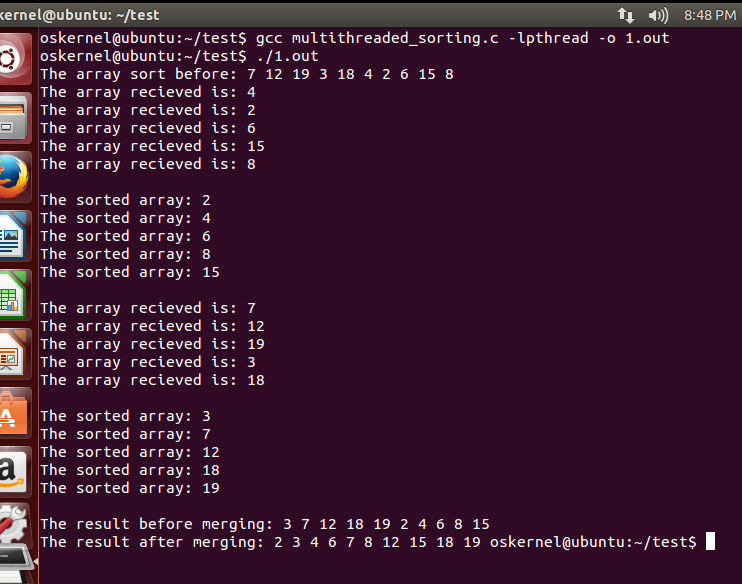 kernel@ubuntu: ~/test
8:48 PM
oskernel@ubuntu:~/test$ gcc multithreaded_sorting.c -lpthread -o 1.out
oskernel@ubuntu:~/test$ ./1.out
The array sort before: 7 12 19 3 18 4 2 6 15 8
The array recieved is: 4
The array recieved is: 2
The array recieved is: 6
The array recieved is: 15
The array recieved is: 8
The sorted array: 2
The sorted array: 4
The sorted array: 6
The sorted array: 8
The sorted array: 15
The array recieved is: 7
The array recieved is: 12
The array recieved is: 19
The array recieved is: 3
The array recieved is: 18
The sorted array: 3
The sorted array: 7
The sorted array: 12
The sorted array: 18
The sorted array: 19
The result before merging: 3 7 12 18 19 2 4 6 8 15
The result after merging: 2 3 4 6 7 8 12 15 18 19 oskernel@ubuntu:~/test$